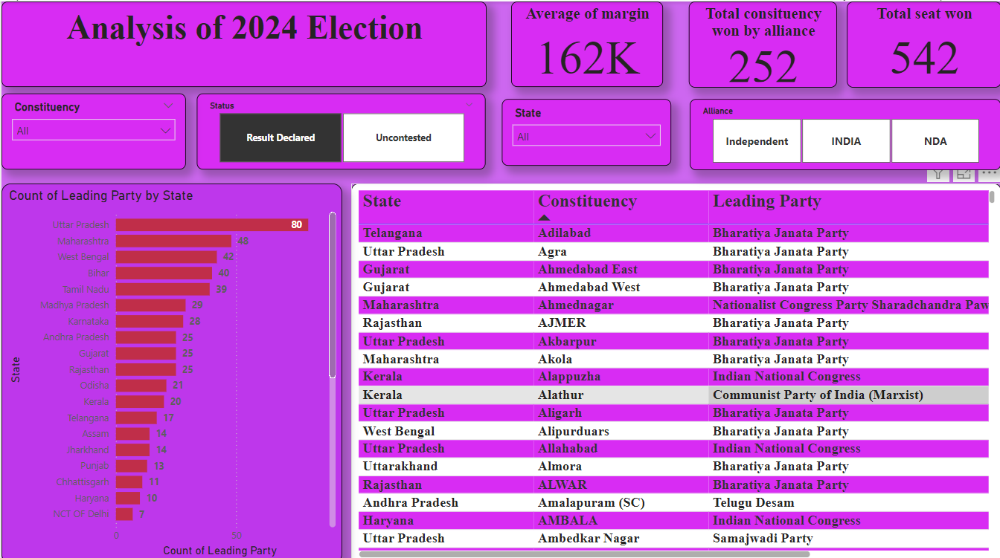 Analysis of 2024 Election
Average of margin
162K
Total consituency
won by alliance
252
Total seat won
542
Constituency
All
Status
Result Declared
Uncontested
State
All
Alliance
Independent
INDIA
NDA
Count of Leading Party by State
State
Uttar Pradesh 80
Maharashtra 48
West Bengal 42
Bihar 40
Tamil Nadu 39
Madhya Pradesh 29
Karnataka 28
Andhra Pradesh 25
Gujarat 25
Rajasthan 25
Odisha 21
Kerala 20
Telangana 17
Assam 14
Jharkhand 14
Punjab 13
Chhattisgarh 11
Haryana 10
NCT OF Delhi 7
0 50
Count of Leading Party
State Constituency Leading Party
Telangana Adilabad Bharatiya Janata Party
Uttar Pradesh Agra Bharatiya Janata Party
Gujarat Ahmedabad East Bharatiya Janata Party
Gujarat Ahmedabad West Bharatiya Janata Party
Maharashtra Ahmednagar Nationalist Congress Party Sharadchandra Paw
Rajasthan AJMER Bharatiya Janata Party
Uttar Pradesh Akbarpur Bharatiya Janata Party
Maharashtra Akola Bharatiya Janata Party
Kerala Alappuzha Indian National Congress
Kerala Alathur Communist Party of India (Marxist)
Uttar Pradesh Aligarh Bharatiya Janata Party
West Bengal Alipurduars Bharatiya Janata Party
Uttar Pradesh Allahabad Indian National Congress
Uttarakhand Almora Bharatiya Janata Party
Rajasthan ALWAR Bharatiya Janata Party
Andhra Pradesh Amalapuram (SC) Telugu Desam
Haryana AMBALA Indian National Congress
Uttar Pradesh Ambedkar Nagar Samajwadi Party